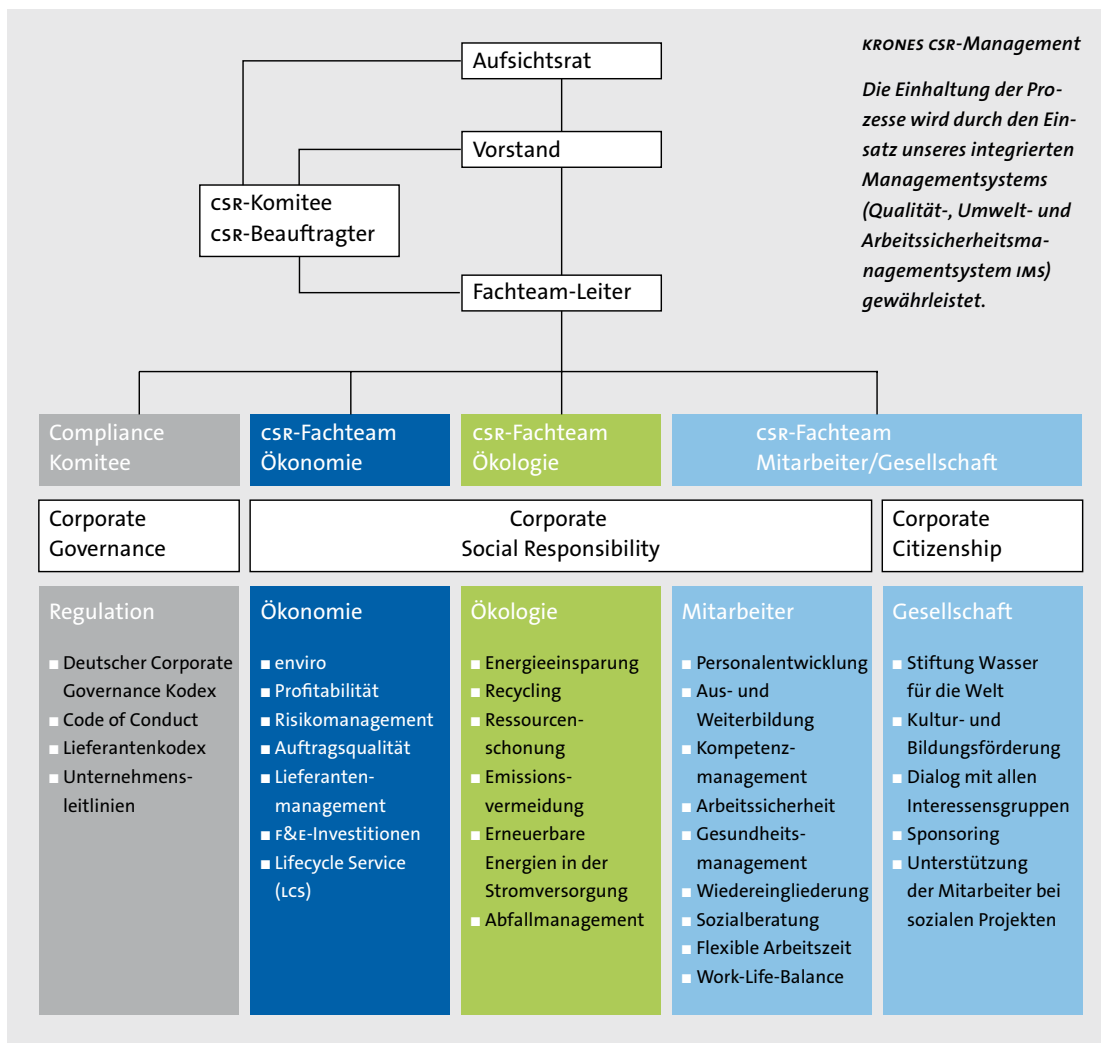 Aufsichtsrat
Vorstand
CSR-Komitee
CSR-Beauftragter
Fachteam-Leiter
KRONES CSR-Management
Die Einhaltung der Pro-
zesse wird durch den Ein-
satz unseres integrierten
Managementsystems
(Qualität-, Umwelt- und
Arbeitssicherheitsma-
nagementsystem IMS)
gewährleistet.
Compliance
Komitee
CSR-Fachteam
Ökonomie
CSR-Fachteam
Ökologie
CSR-Fachteam
Mitarbeiter/Gesellschaft
Corporate
Governance
Corporate
Social Responsibility
Corporate
Citizenship
Regulation
■ Deutscher Corporate
Governance Kodex
■ Code of Conduct
■ Lieferantenkodex
■ Unternehmens-
leitlinien
Ökonomie
■ enviro
■ Profitabilität
■ Risikomanagement
■ Auftragsqualität
■ Lieferanten-
management
■ F&E-Investitionen
■ Lifecycle Service
(LCS)
Ökologie
■ Energieeinsparung
■ Recycling
■ Ressourcen-
schonung
■ Emissions-
vermeidung
■ Erneuerbare
Energien in der
Stromversorgung
■ Abfallmanagement
Mitarbeiter
■ Personalentwicklung
■ Aus- und
Weiterbildung
■ Kompetenz-
management
■ Arbeitssicherheit
■ Gesundheits-
management
■ Wiedereingliederung
■ Sozialberatung
■ Flexible Arbeitszeit
■ Work-Life-Balance
Gesellschaft
■ Stiftung Wasser
für die Welt
■ Kultur- und
Bildungsförderung
■ Dialog mit allen
Interessensgruppen
■ Sponsoring
■ Unterstützung
der Mitarbeiter bei
sozialen Projekten